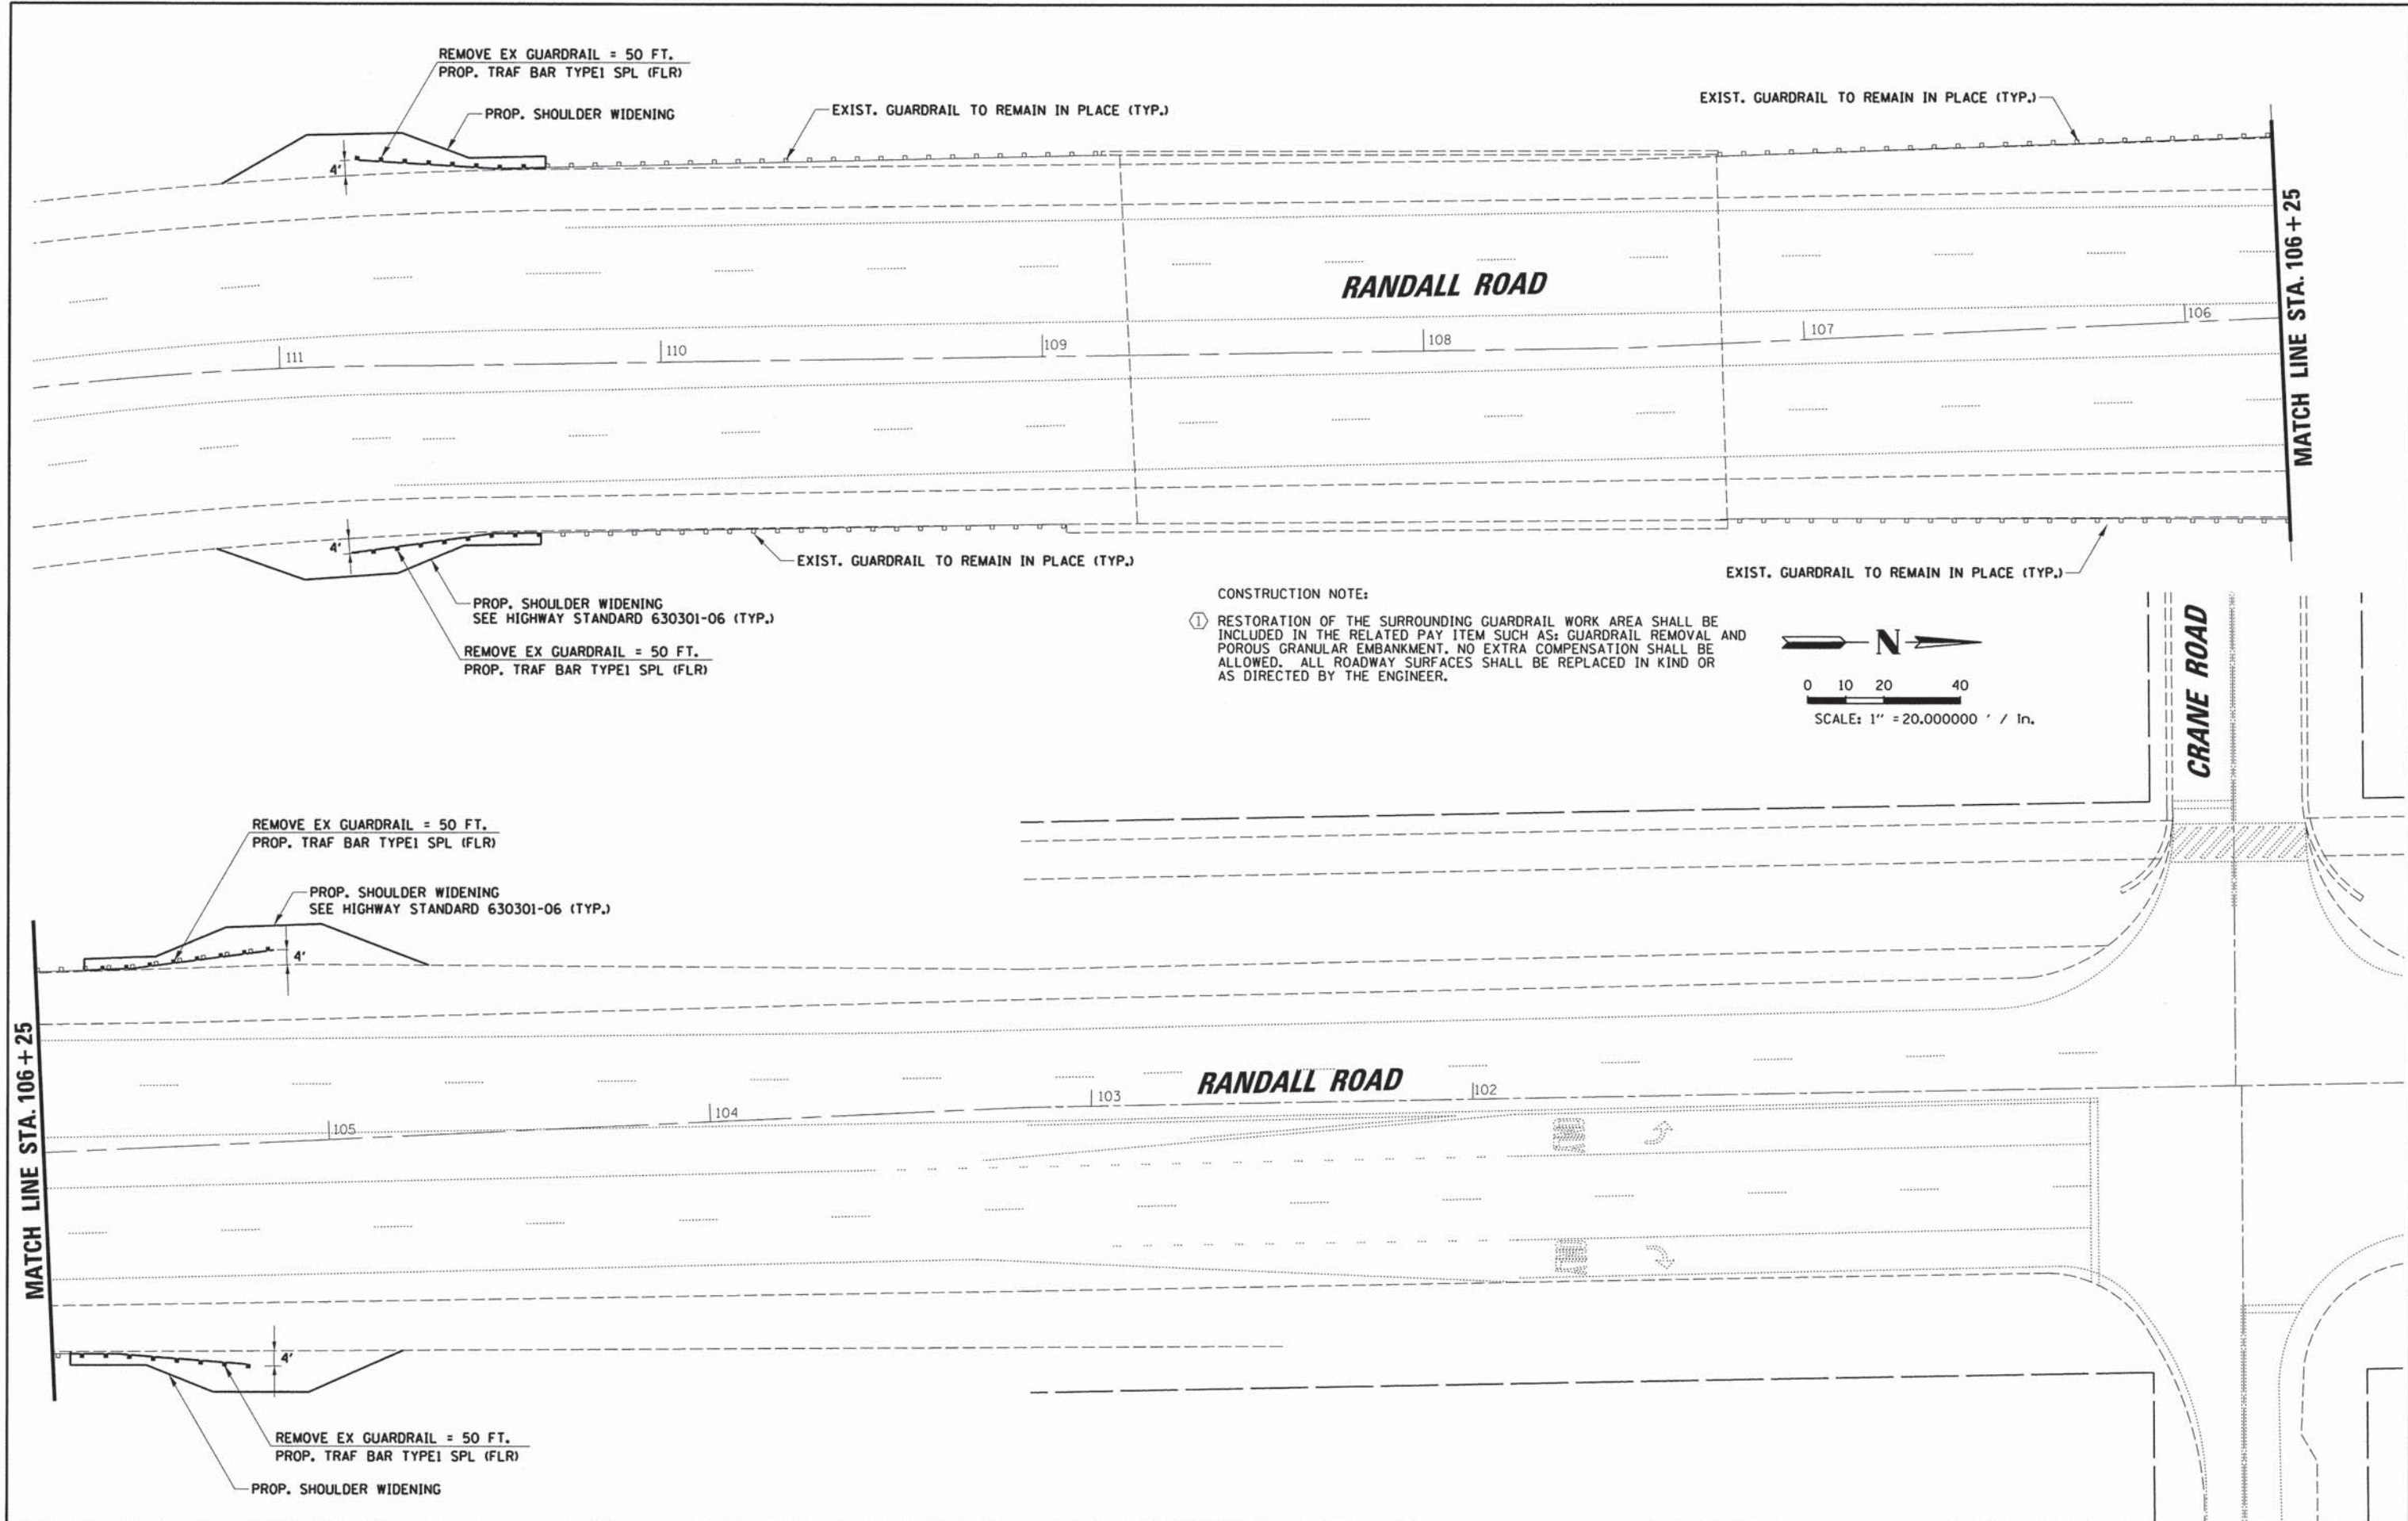 REMOVE EX GUARDRAIL = 50 FT.
PROP. TRAF BAR TYPE1 SPL (FLR)
PROP. SHOULDER WIDENING
EXIST. GUARDRAIL TO REMAIN IN PLACE (TYP.)
EXIST. GUARDRAIL TO REMAIN IN PLACE (TYP.)
4'
MATCH LINE STA. 106+25
RANDALL ROAD
111
110
109
108
107
106
4'
EXIST. GUARDRAIL TO REMAIN IN PLACE (TYP.)
EXIST. GUARDRAIL TO REMAIN IN PLACE (TYP.)
PROP. SHOULDER WIDENING
SEE HIGHWAY STANDARD 630301-06 (TYP.)
REMOVE EX GUARDRAIL = 50 FT.
PROP. TRAF BAR TYPE1 SPL (FLR)
CONSTRUCTION NOTE:
1 RESTORATION OF THE SURROUNDING GUARDRAIL WORK AREA SHALL BE
INCLUDED IN THE RELATED PAY ITEM SUCH AS: GUARDRAIL REMOVAL AND
POROUS GRANULAR EMBANKMENT. NO EXTRA COMPENSATION SHALL BE
ALLOWED. ALL ROADWAY SURFACES SHALL BE REPLACED IN KIND OR
AS DIRECTED BY THE ENGINEER.
N
0 10 20 40
SCALE: 1" =20.000000 ' / In.
CRANE ROAD
REMOVE EX GUARDRAIL = 50 FT.
PROP. TRAF BAR TYPE1 SPL (FLR)
PROP. SHOULDER WIDENING
SEE HIGHWAY STANDARD 630301-06 (TYP.)
4'
MATCH LINE STA. 106+25
RANDALL ROAD
105
104
103
102
ONLY
ONLY
4'
REMOVE EX GUARDRAIL = 50 FT.
PROP. TRAF BAR TYPE1 SPL (FLR)
PROP. SHOULDER WIDENING